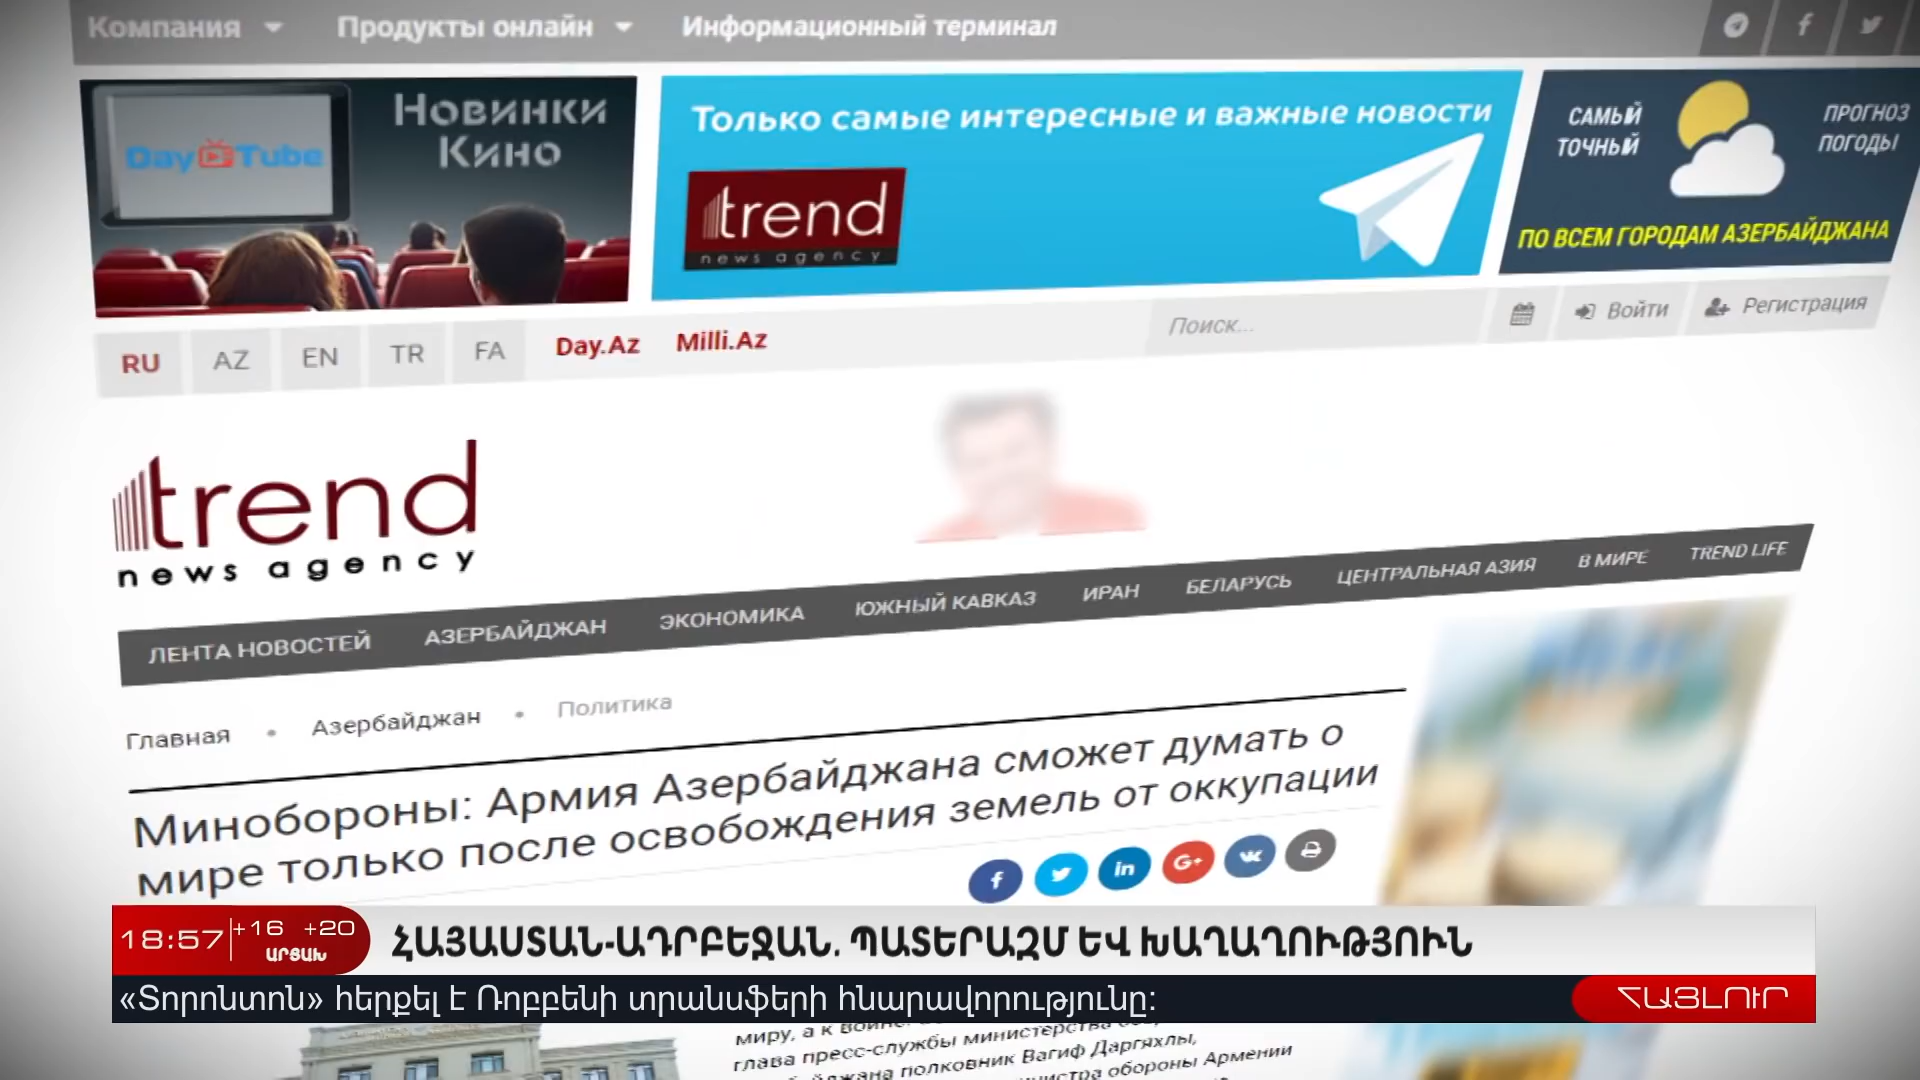 Компания
Продукты онлайн
Информационный терминал
DayTube
Новинки
Кино
Только самые интересные и важные новости
trend
news agency
САМЫЙ
ТОЧНЫЙ
ПРОГНОЗ
ПОГОДЫ
ПО ВСЕМ ГОРОДАМ АЗЕРБАЙДЖАНА
RU AZ EN TR FA Day.Az Milli.Az
Поиск...
Войти
Регистрация
trend
news agency
ЛЕНТА НОВОСТЕЙ АЗЕРБАЙДЖАН ЭКОНОМИКА ЮЖНЫЙ КАВКАЗ ИРАН БЕЛАРУСЬ ЦЕНТРАЛЬНАЯ АЗИЯ В МИРЕ TREND LIFE
Главная • Азербайджан • Политика
Минобороны: Армия Азербайджана сможет думать о
мире только после освобождения земель от оккупации
18:57
+16 +20
ԱՐՑԱԽ
ՀԱՅԱՍՏԱՆ-ԱԴՐԲԵՋԱՆ. ՊԱՏԵՐԱԶՄ ԵՎ ԽԱՂԱՂՈՒԹՅՈՒՆ
«Տորոնտոն» հերքել է Ռոբբենի տրանսֆերի հնարավորությունը:
ՀԱՅԼՈՒՐ
миру, а к
глава пресс-службы министерства
полковник Вагиф Даргяхлы,
обороны Армении